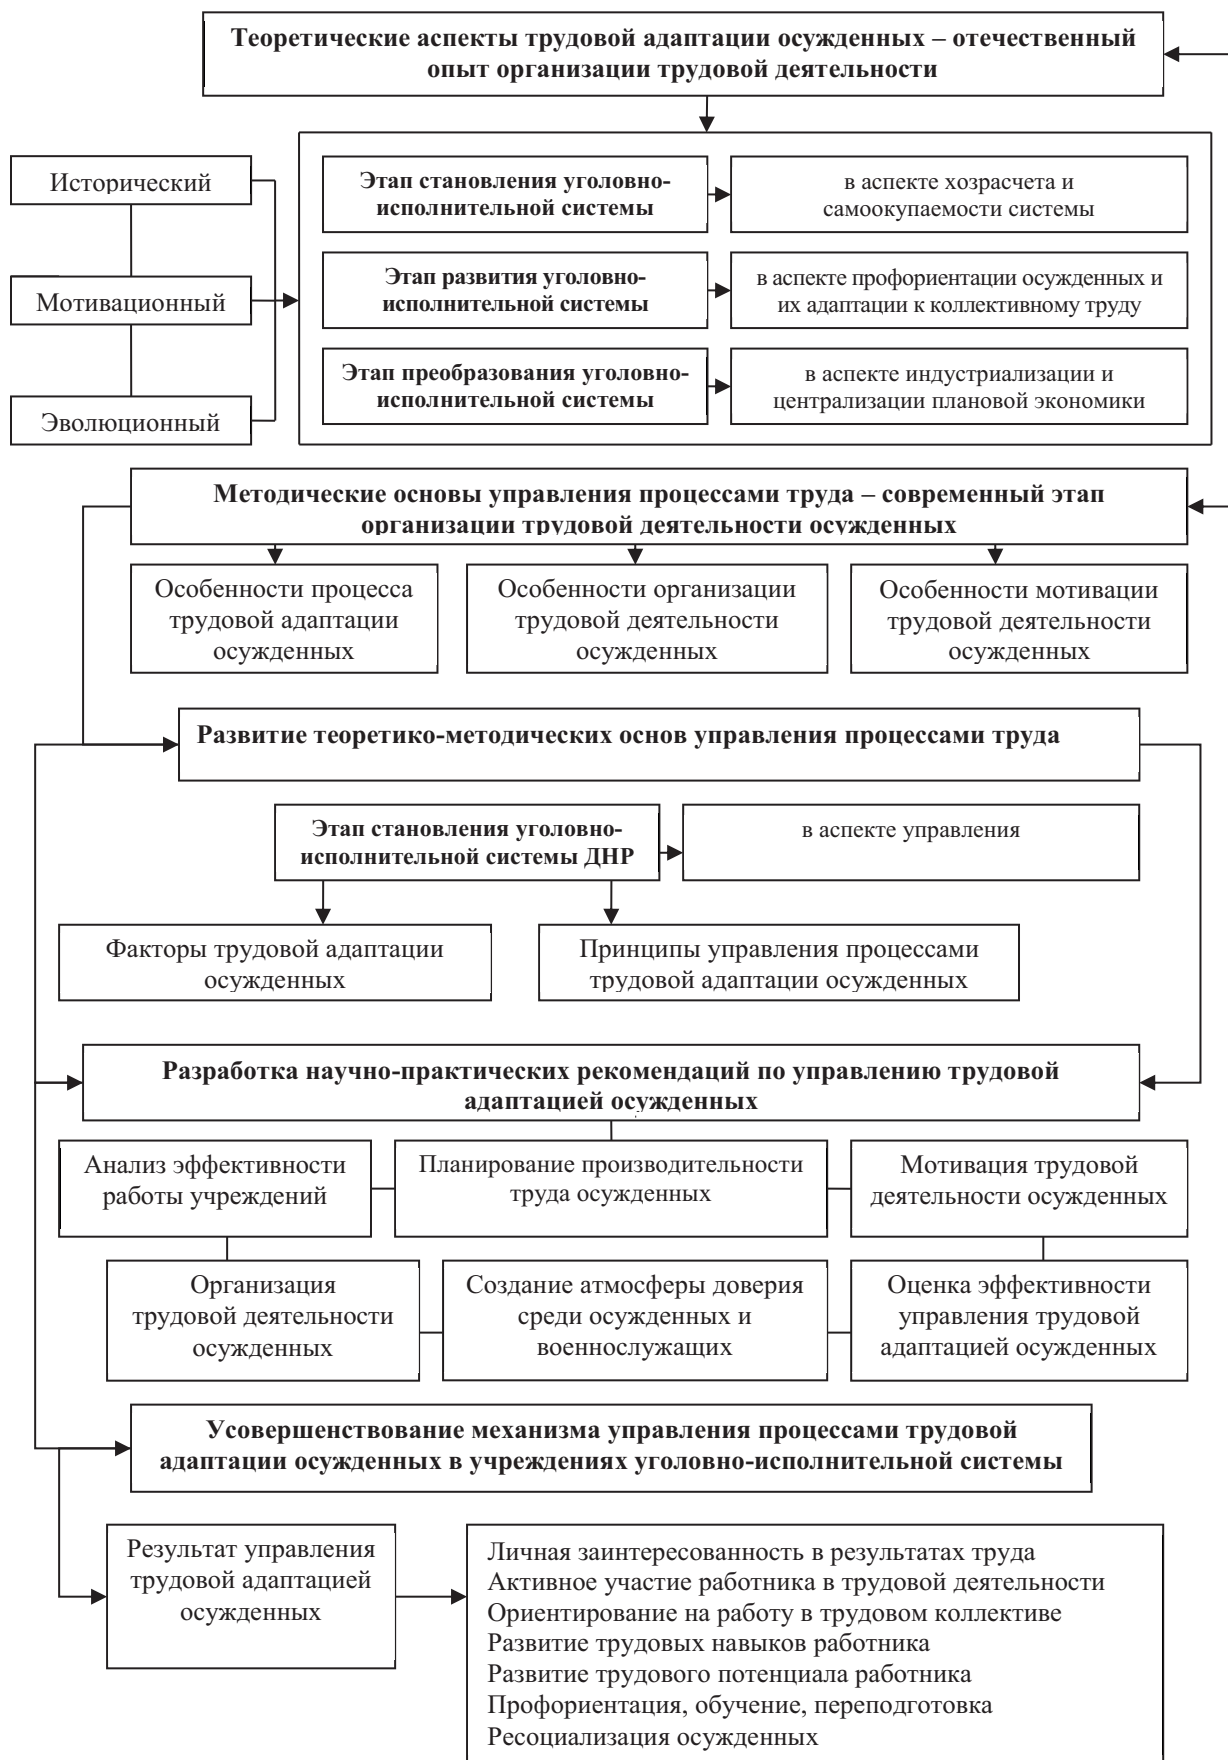 Теоретические аспекты трудовой адаптации осужденных – отечественный
опыт организации трудовой деятельности
Исторический
Мотивационный
Эволюционный
Этап становления уголовно-
исполнительной системы
в аспекте хозрасчета и
самоокупаемости системы
Этап развития уголовно-
исполнительной системы
в аспекте профориентации осужденных и
их адаптации к коллективному труду
Этап преобразования уголовно-
исполнительной системы
в аспекте индустриализации и
централизации плановой экономики
Методические основы управления процессами труда – современный этап
организации трудовой деятельности осужденных
Особенности процесса
трудовой адаптации
осужденных
Особенности организации
трудовой деятельности
осужденных
Особенности мотивации
трудовой деятельности
осужденных
Развитие теоретико-методических основ управления процессами труда
Этап становления уголовно-
исполнительной системы ДНР
в аспекте управления
Факторы трудовой адаптации
осужденных
Принципы управления процессами
трудовой адаптации осужденных
Разработка научно-практических рекомендаций по управлению трудовой
адаптацией осужденных
Анализ эффективности
работы учреждений
Планирование производительности
труда осужденных
Мотивация трудовой
деятельности осужденных
Организация
трудовой деятельности
осужденных
Создание атмосферы доверия
среди осужденных и
военнослужащих
Оценка эффективности
управления трудовой
адаптацией осужденных
Усовершенствование механизма управления процессами трудовой
адаптации осужденных в учреждениях уголовно-исполнительной системы
Результат управления
трудовой адаптацией
осужденных
Личная заинтересованность в результатах труда
Активное участие работника в трудовой деятельности
Ориентирование на работу в трудовом коллективе
Развитие трудовых навыков работника
Развитие трудового потенциала работника
Профориентация, обучение, переподготовка
Ресоциализация осужденных